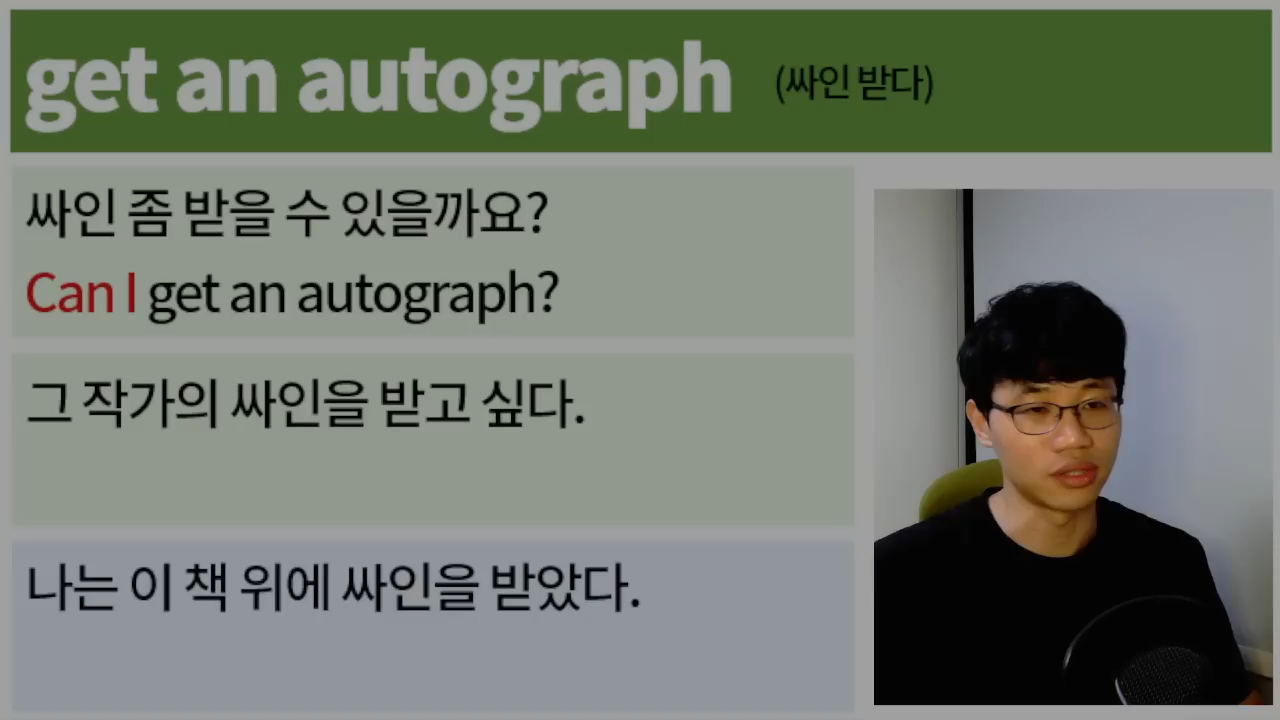 get an autograph (싸인 받다)
싸인 좀 받을 수 있을까요?
Can I get an autograph?
그 작가의 싸인을 받고 싶다.
나는 이 책 위에 싸인을 받았다.